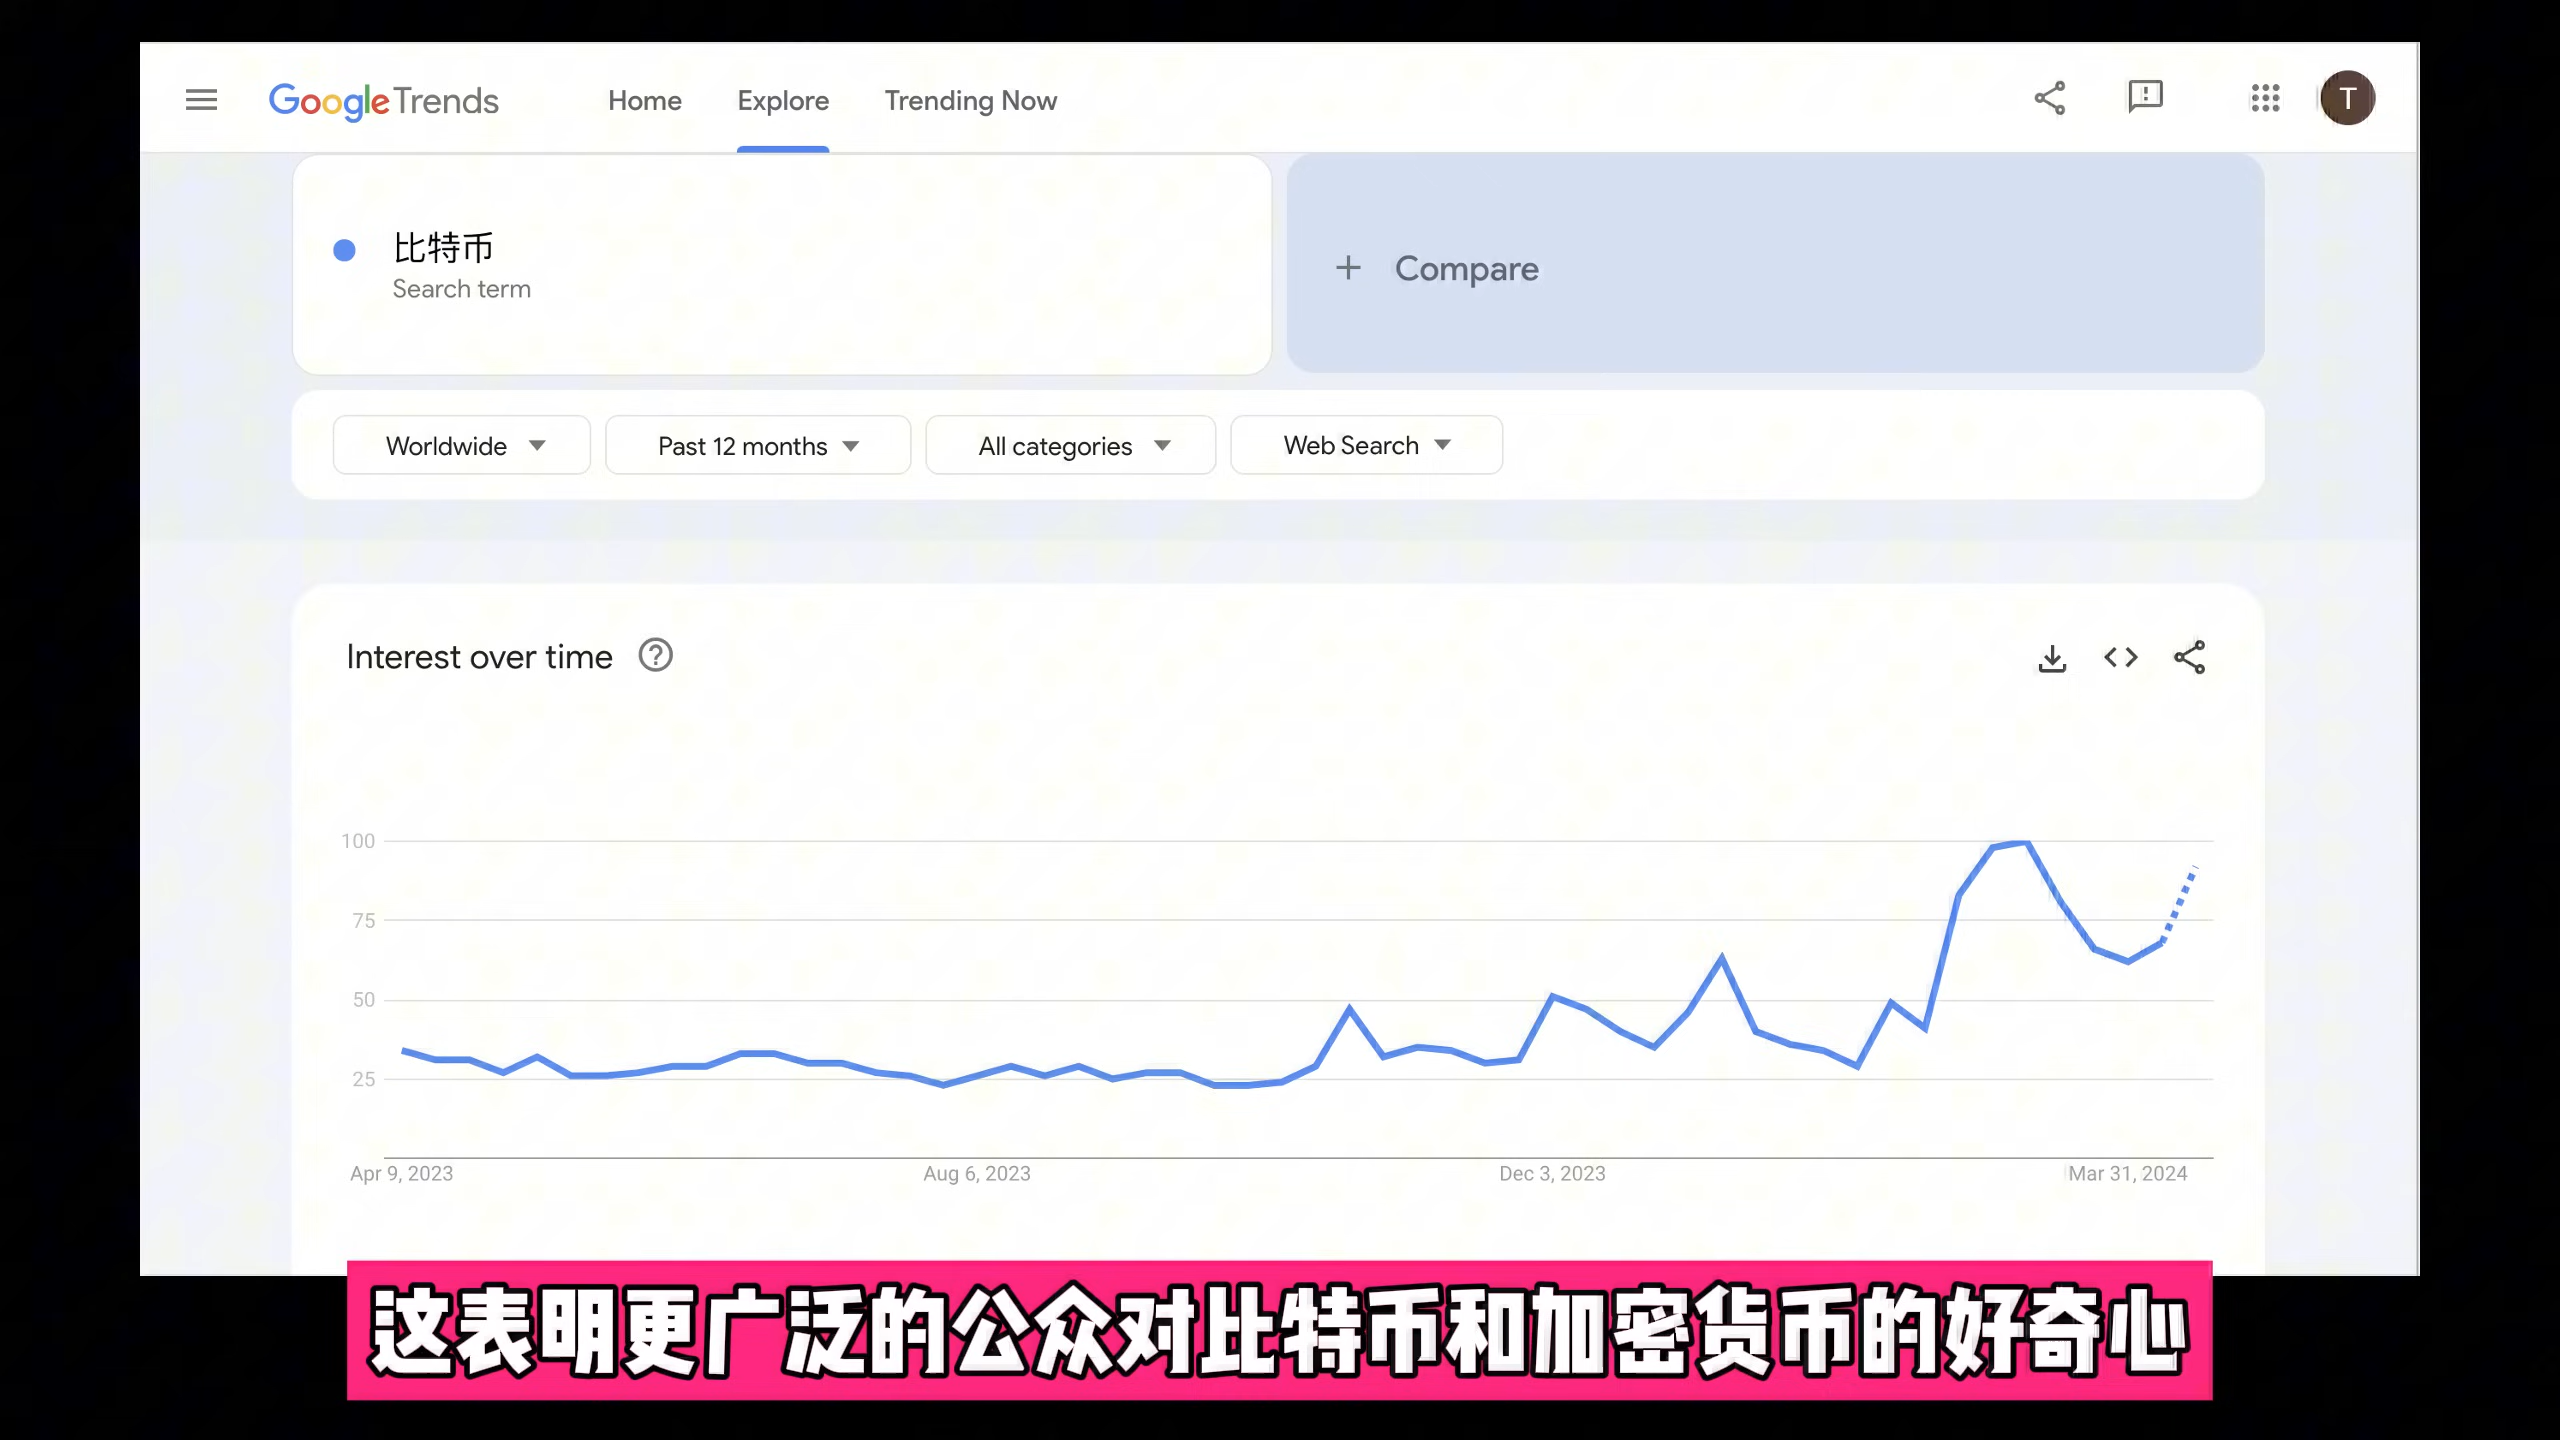 Google Trends
Home
Explore
Trending Now
T
比特币
Search term
+ Compare
Worldwide
Past 12 months
All categories
Web Search
Interest over time
100
75
50
25
Apr 9, 2023
Aug 6, 2023
Dec 3, 2023
Mar 31, 2024
这表明更广泛的公众对比特币和加密货币的好奇心